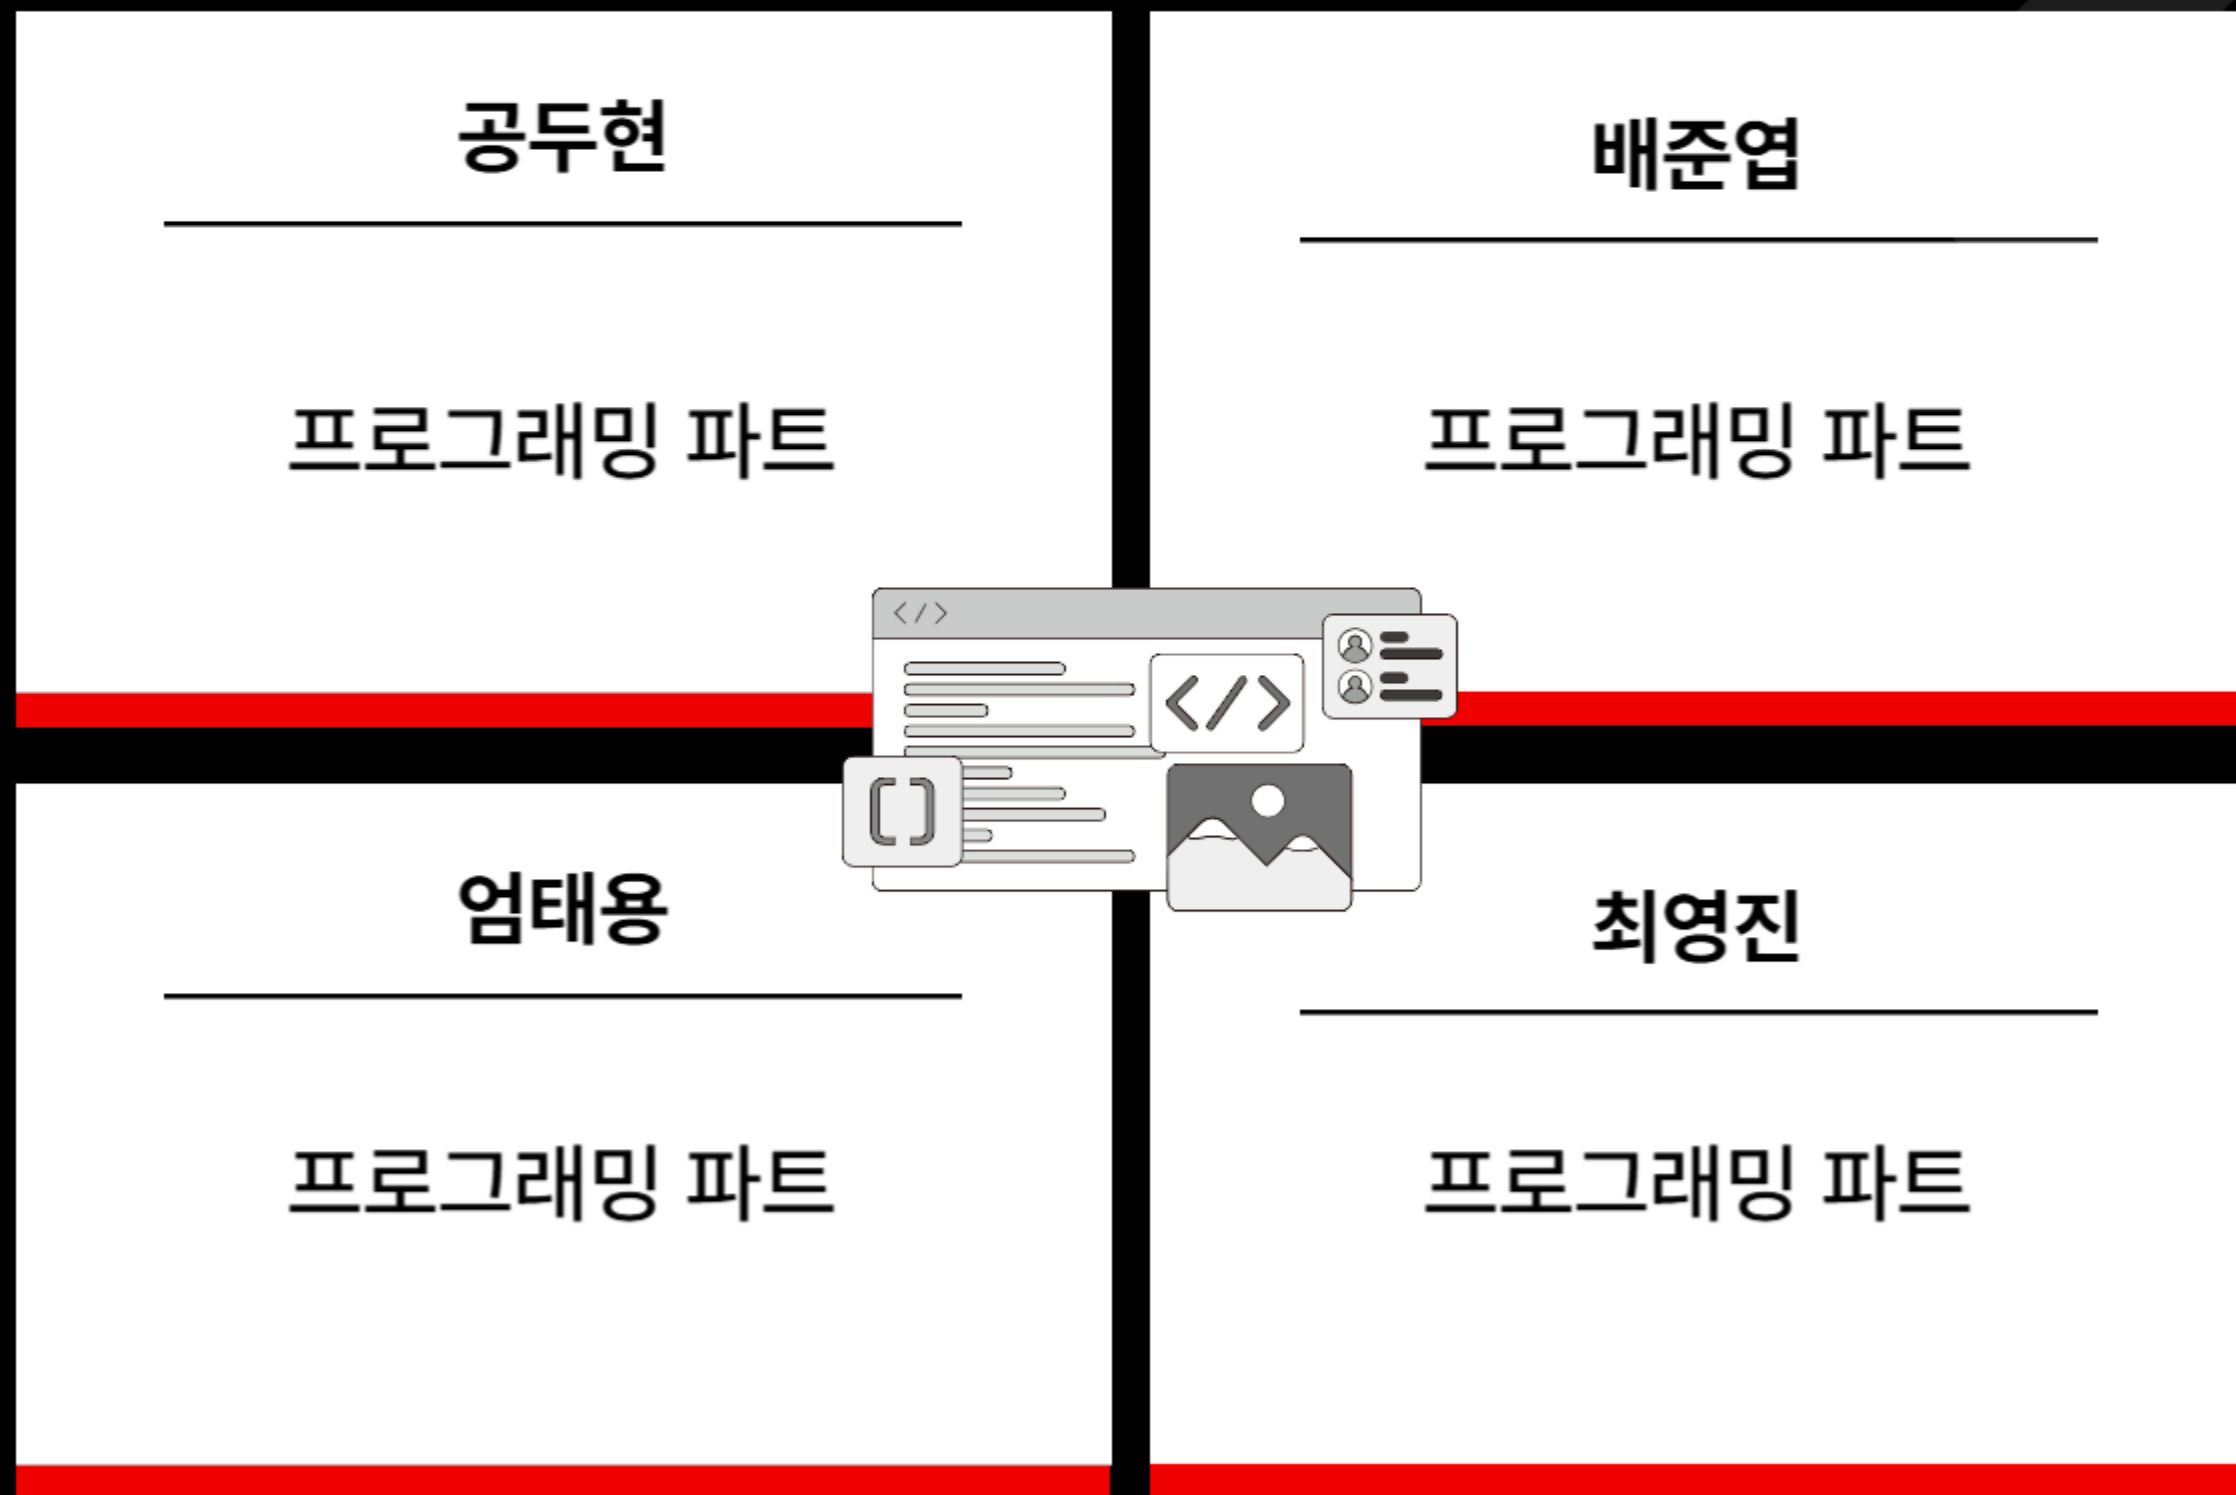 공두현
프로그래밍 파트
배준엽
프로그래밍 파트
</>
</>
[ ]
엄태용
프로그래밍 파트
최영진
프로그래밍 파트